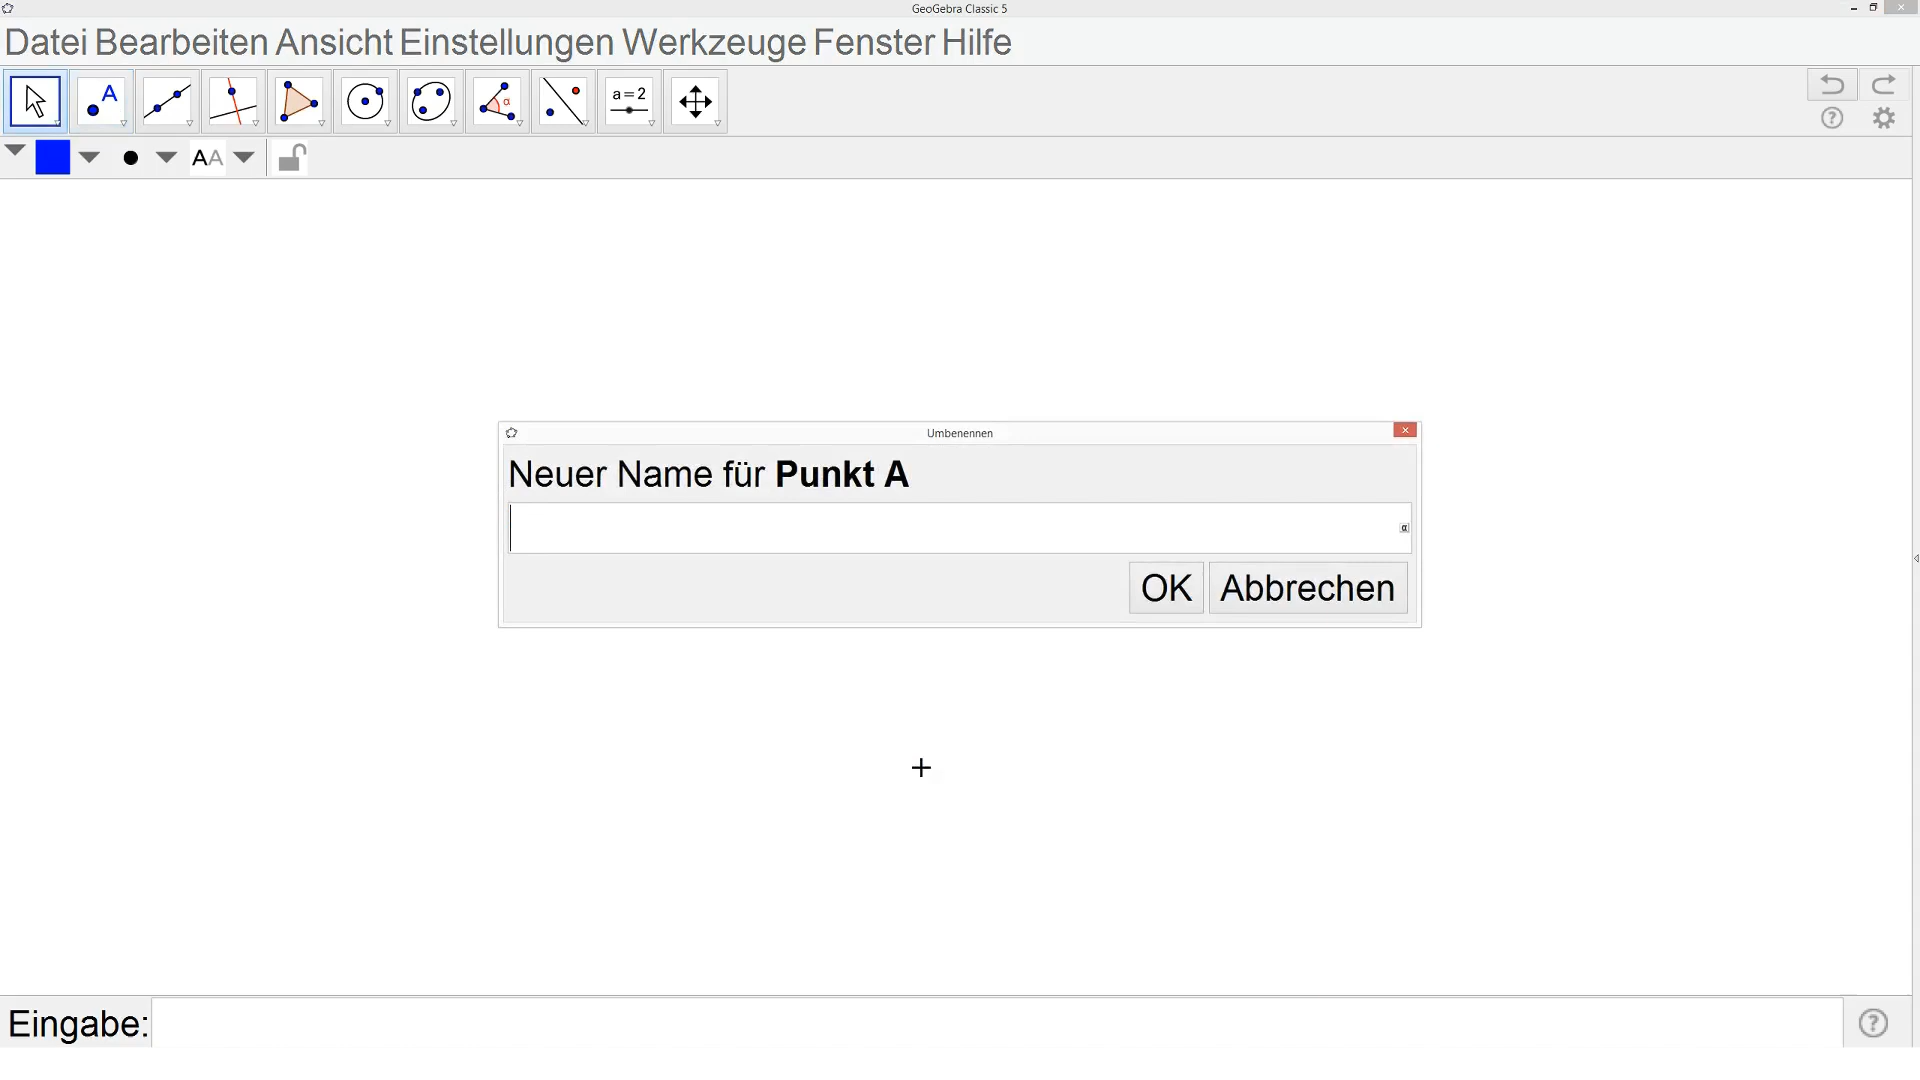 GeoGebra Classic 5
Datei Bearbeiten Ansicht Einstellungen Werkzeuge Fenster Hilfe
A
α
a = 2
AA
Umbenennen
Neuer Name für Punkt A
α
OK Abbrechen
Eingabe: